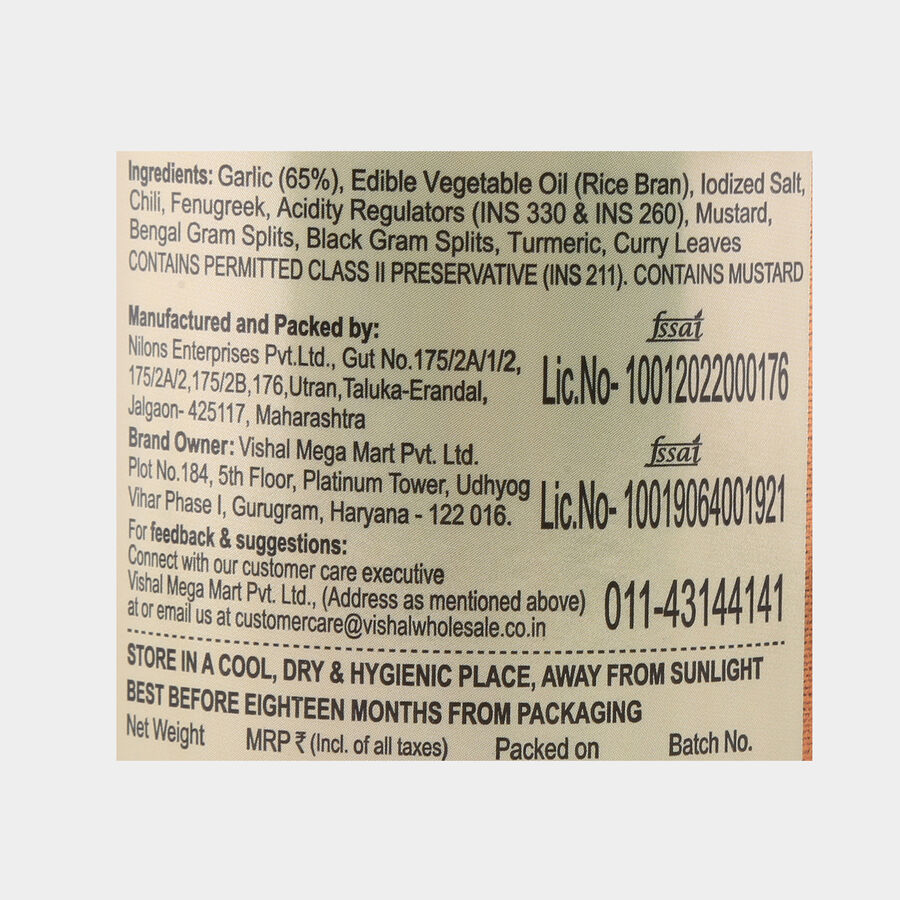 Ingredients: Garlic (65%), Edible Vegetable Oil (Rice Bran), Iodized Salt,
Chili, Fenugreek, Acidity Regulators (INS 330 & INS 260), Mustard,
Bengal Gram Splits, Black Gram Splits, Turmeric, Curry Leaves
CONTAINS PERMITTED CLASS II PRESERVATIVE (INS 211). CONTAINS MUSTARD
Manufactured and Packed by:
Nilons Enterprises Pvt.Ltd., Gut No.175/2A/1/2,
175/2A/2,175/2B,176,Utran,Taluka-Erandal,
Jalgaon- 425117, Maharashtra
fssai
Lic.No- 10012022000176
Brand Owner: Vishal Mega Mart Pvt. Ltd.
Plot No.184, 5th Floor, Platinum Tower, Udhyog
Vihar Phase I, Gurugram, Haryana - 122 016.
fssai
Lic.No- 10019064001921
For feedback & suggestions:
Connect with our customer care executive
Vishal Mega Mart Pvt. Ltd., (Address as mentioned above)
at or email us at customercare@vishalwholesale.co.in
011-43144141
STORE IN A COOL, DRY & HYGIENIC PLACE, AWAY FROM SUNLIGHT
BEST BEFORE EIGHTEEN MONTHS FROM PACKAGING
Net Weight MRP ₹ (Incl. of all taxes) Packed on Batch No.